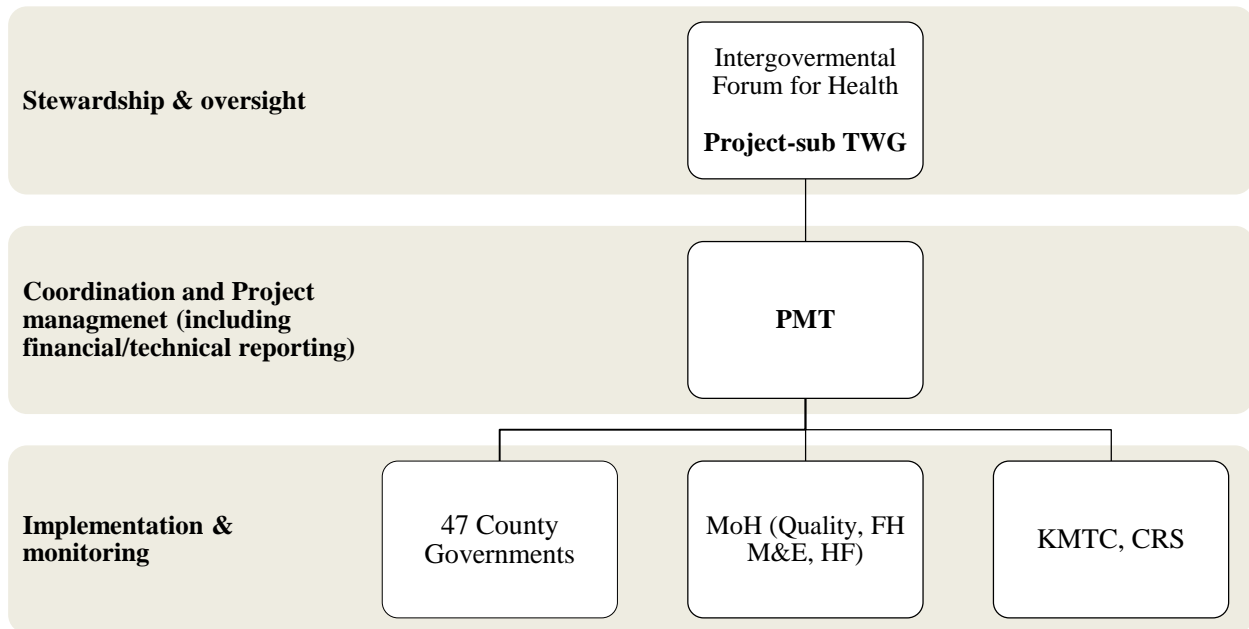 Stewardship & oversight
Intergovermental
Forum for Health
Project-sub TWG
Coordination and Project
managmenet (including
financial/technical reporting)
PMT
Implementation &
monitoring
47 County
Governments
MoH (Quality, FH
M&E, HF)
KMTC, CRS